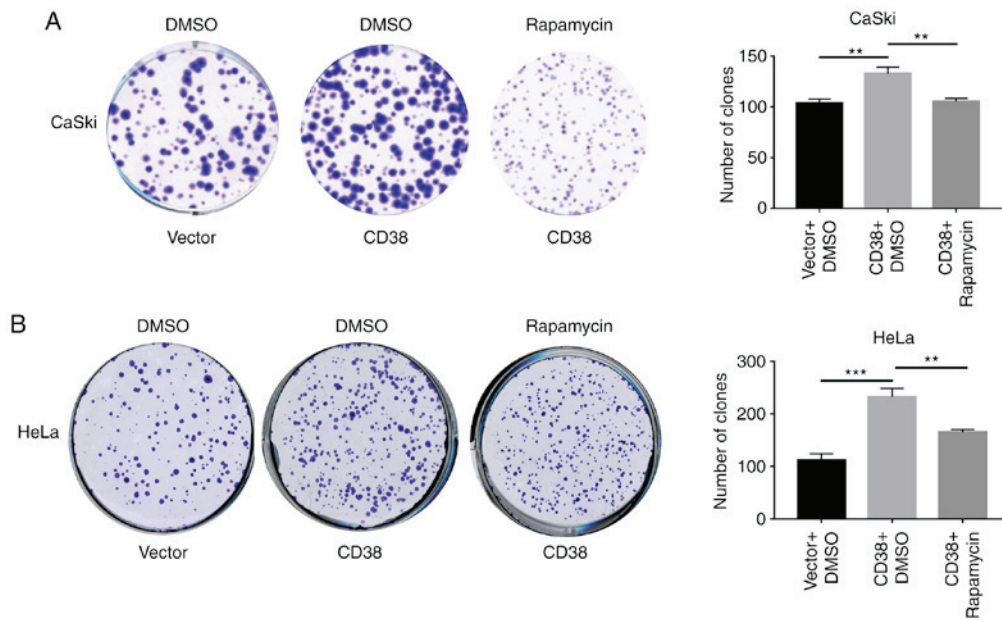 A
DMSO
DMSO
Rapamycin
CaSki
Vector
CD38
CD38
CaSki
**
**
150
100
50
0
Number of clones
Vector+
DMSO
CD38+
DMSO
CD38+
Rapamycin
B
DMSO
DMSO
Rapamycin
HeLa
Vector
CD38
CD38
HeLa
***
**
300
200
100
0
Number of clones
Vector+
DMSO
CD38+
DMSO
CD38+
Rapamycin